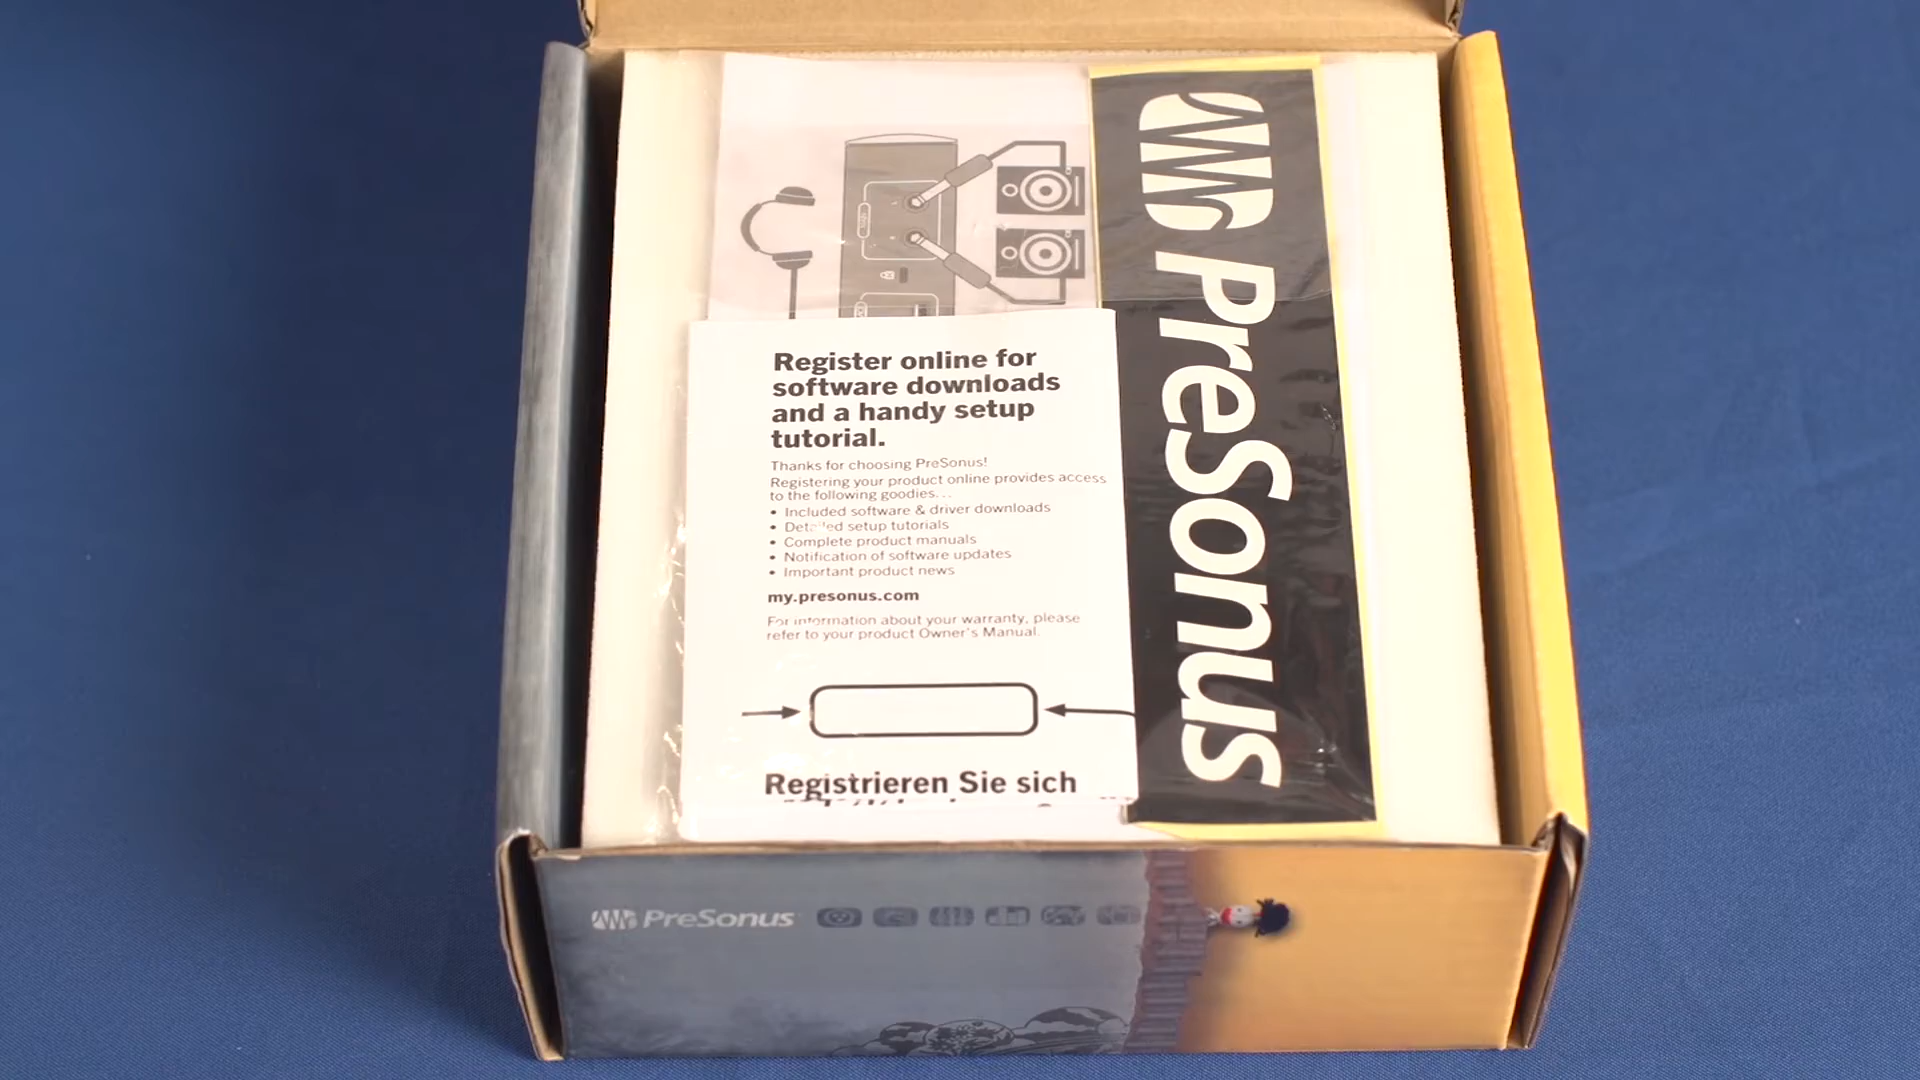 PreSonus
Register online for
software downloads
and a handy setup
tutorial.
Thanks for choosing PreSonus!
Registering your product online provides access
to the following goodies...
• Included software & driver downloads
• Detailed setup tutorials
• Complete product manuals
• Notification of software updates
• Important product news
my.presonus.com
For information about your warranty, please
refer to your product Owner's Manual.
Registrieren Sie sich
PreSonus